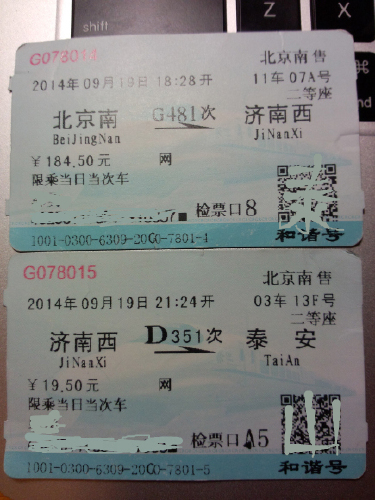 shift
Z
X
G073014
北京南 售
2014年09月19日 18:28开
11车 07A号
二等座
北京南 G481次 济南西
BeiJingNan JiNanXi
¥184.50元 网
限乘当日当次车
检票口8
1001-0300-6309-20C0-7801-4 和谐号
G078015
北京南 售
2014年09月19日 21:24开
03车 13F号
二等座
济南西 D351次 泰安
JiNanXi TaiAn
¥19.50元 网
限乘当日当次车
山
检票口A5
1001-0300-6309-20C0-7801-5 和谐号